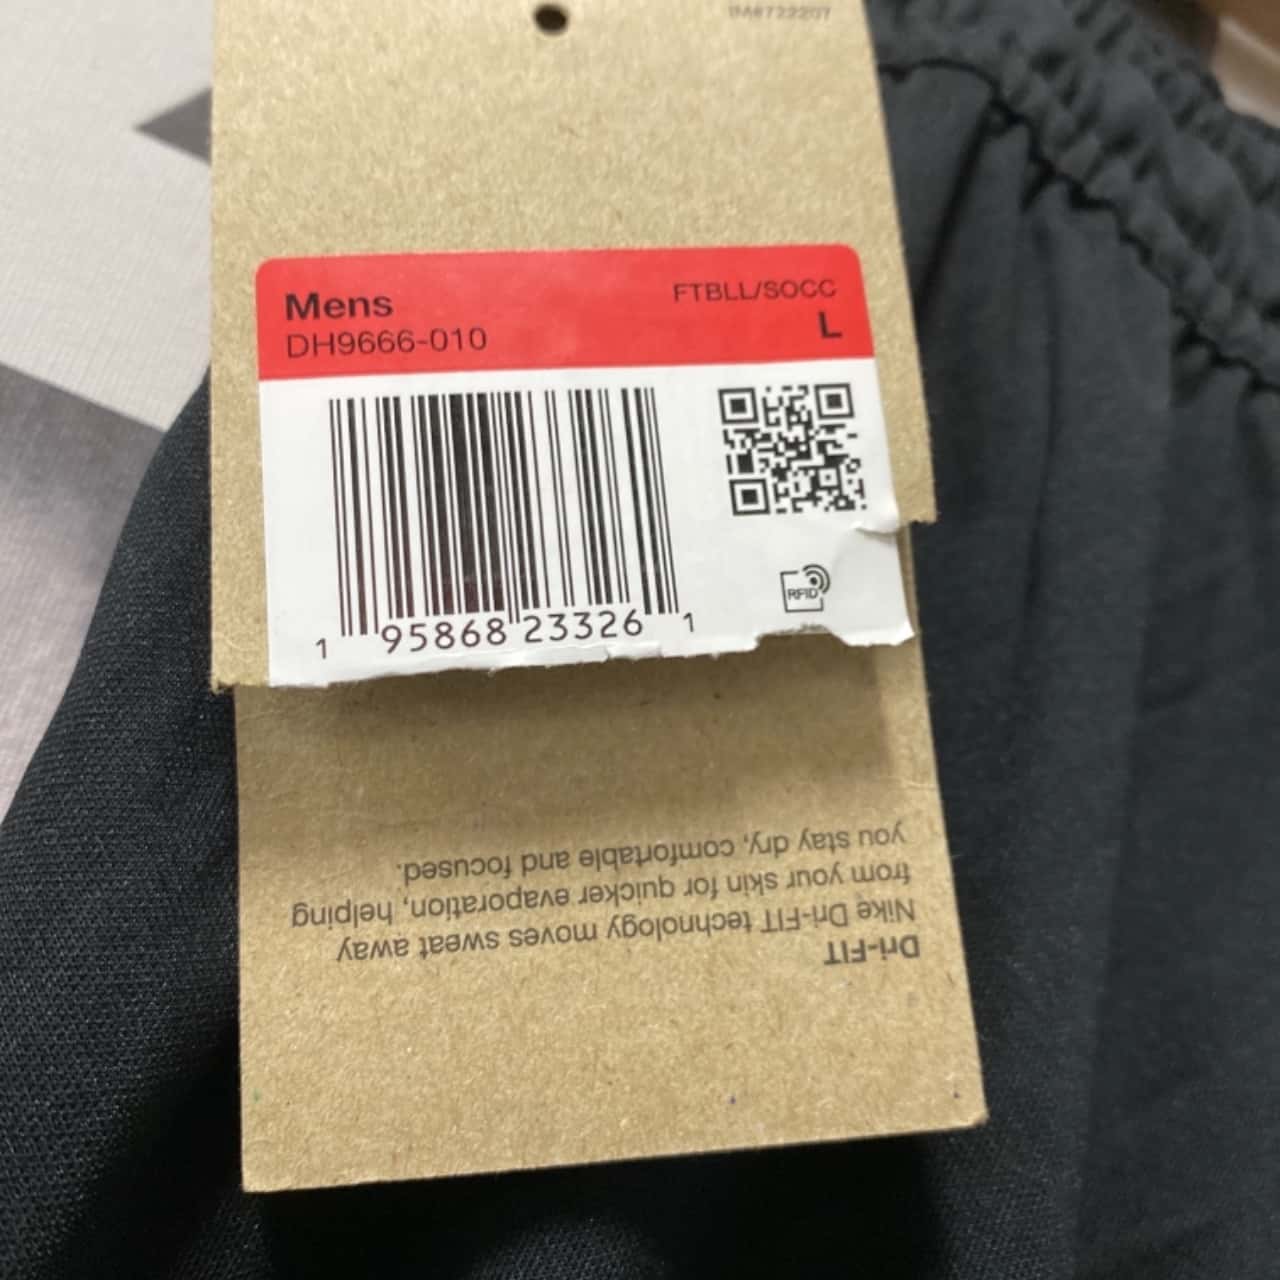 Mens
FTBLL/SOCC
DH9666-010
L
RFID
1 95868 23326 1
Dri-FIT
Nike Dri-FIT technology moves sweat away
from your skin for quicker evaporation, helping
you stay dry, comfortable and focused.